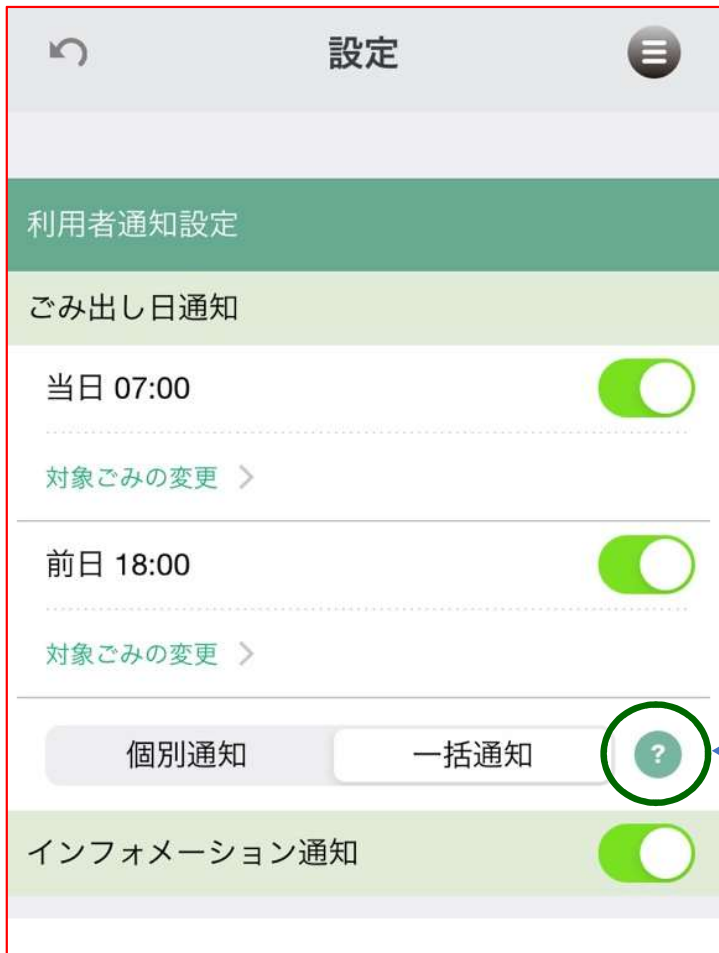 設定
利用者通知設定
ごみ出し日通知
当日 07:00
対象ごみの変更 >
前日 18:00
対象ごみの変更 >
個別通知 一括通知 ?
インフォメーション通知